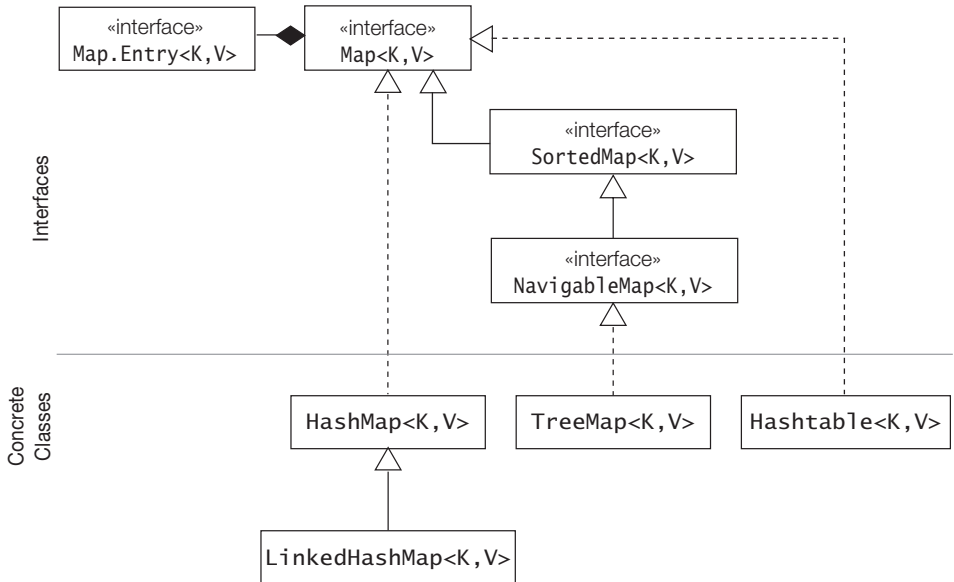 «interface»
Map.Entry<K,V>
«interface»
Map<K,V>
«interface»
SortedMap<K,V>
«interface»
NavigableMap<K,V>
Interfaces
Concrete
Classes
HashMap<K,V>
TreeMap<K,V>
Hashtable<K,V>
LinkedHashMap<K,V>